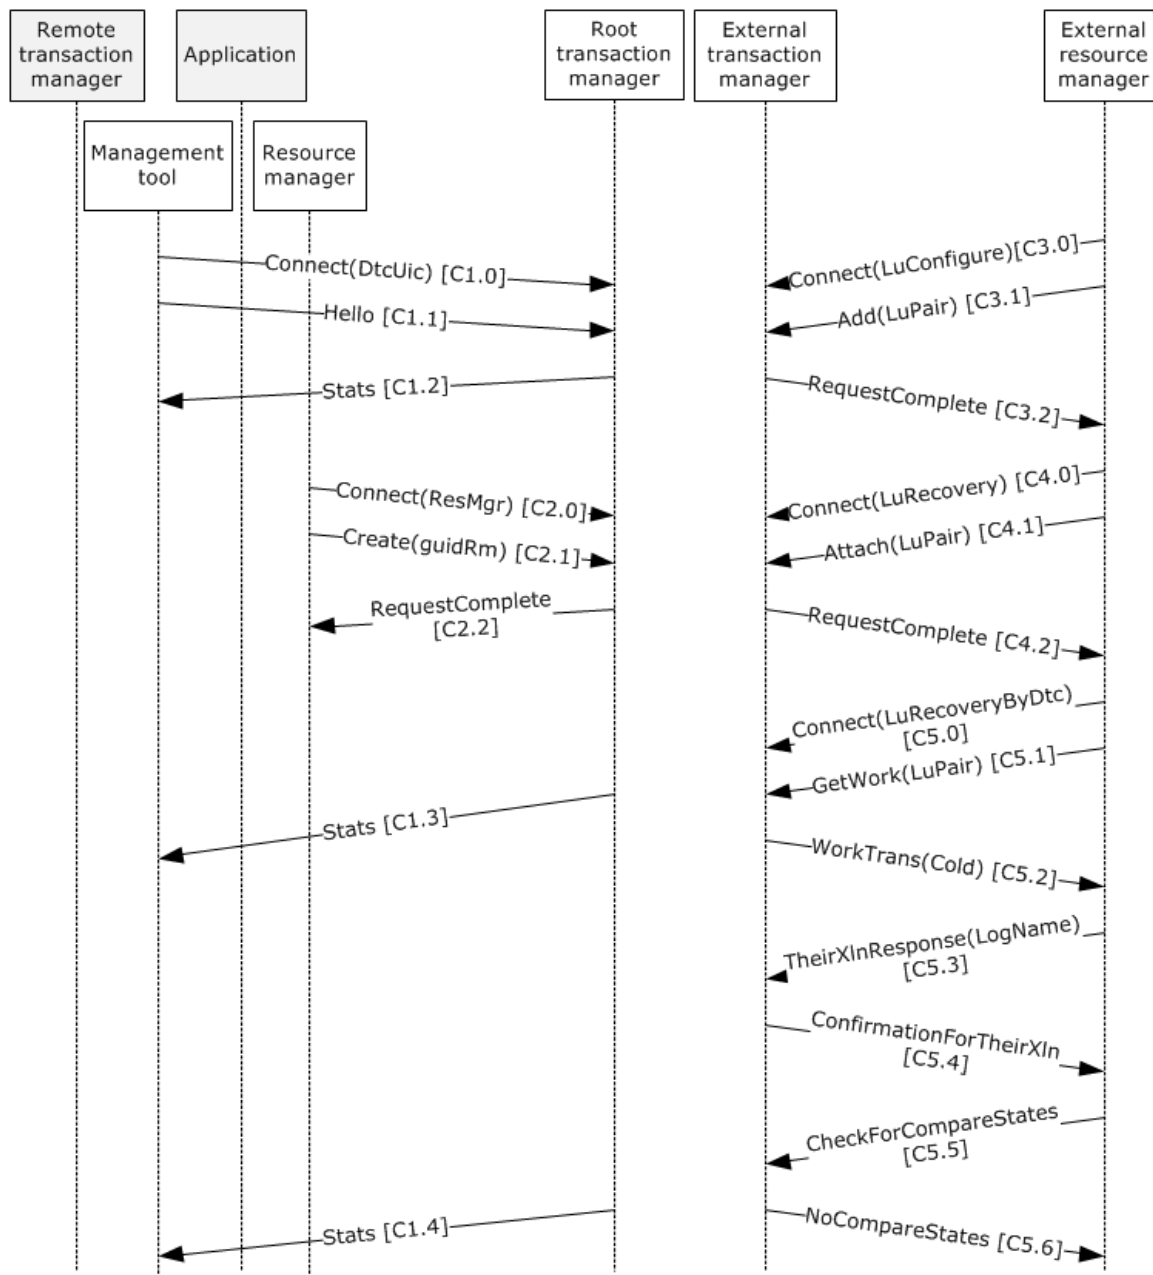 Remote
transaction
manager
Application
Root
transaction
manager
External
transaction
manager
External
resource
manager
Management
tool
Resource
manager
Connect(DtcUic) [C1.0]
Connect(LuConfigure)[C3.0]
Hello [C1.1]
Add(LuPair) [C3.1]
Stats [C1.2]
RequestComplete [C3.2]
Connect(ResMgr) [C2.0]
Connect(LuRecovery) [C4.0]
Create(guidRm) [C2.1]
Attach(LuPair) [C4.1]
RequestComplete
[C2.2]
RequestComplete [C4.2]
Connect(LuRecoveryByDtc)
[C5.0]
GetWork(LuPair) [C5.1]
Stats [C1.3]
WorkTrans(Cold) [C5.2]
TheirXlnResponse(LogName)
[C5.3]
ConfirmationForTheirXln
[C5.4]
CheckForCompareStates
[C5.5]
Stats [C1.4]
NoCompareStates [C5.6]